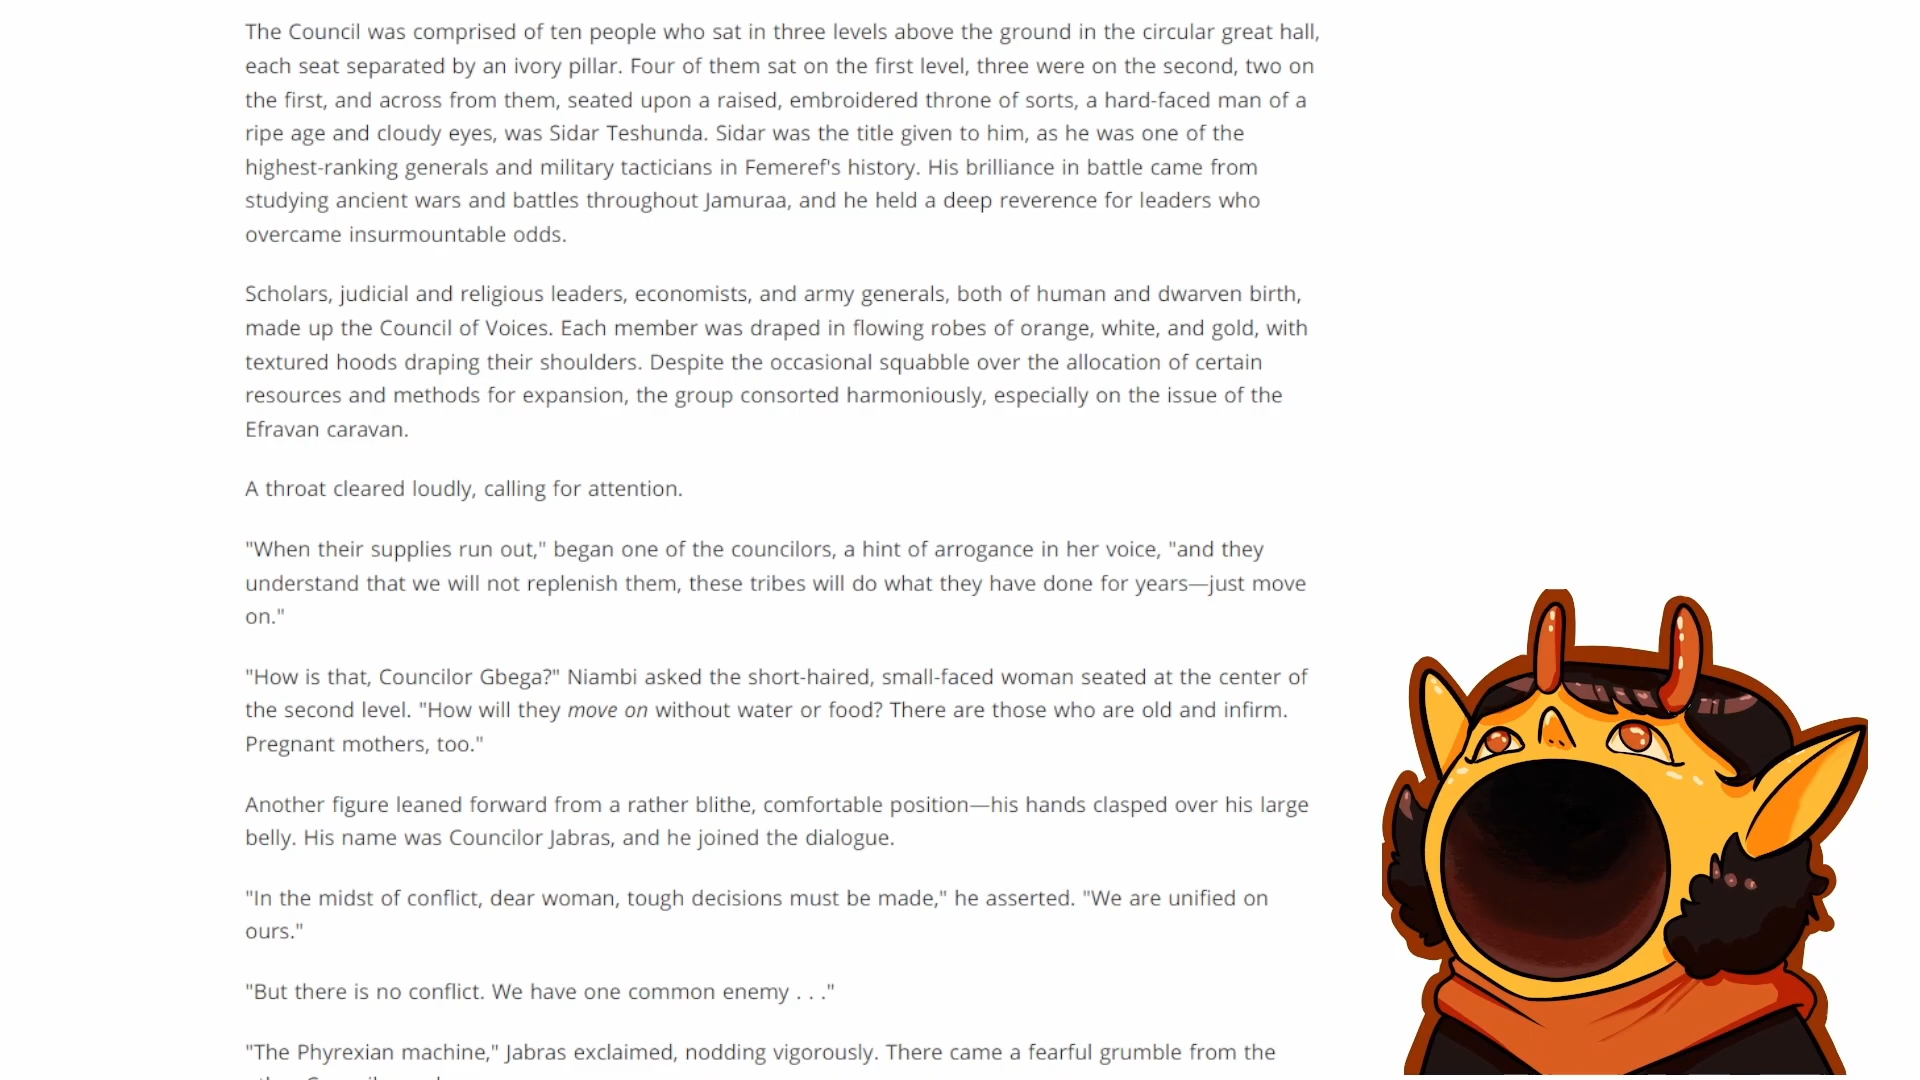 The Council was comprised of ten people who sat in three levels above the ground in the circular great hall,
each seat separated by an ivory pillar. Four of them sat on the first level, three were on the second, two on
the first, and across from them, seated upon a raised, embroidered throne of sorts, a hard-faced man of a
ripe age and cloudy eyes, was Sidar Teshunda. Sidar was the title given to him, as he was one of the
highest-ranking generals and military tacticians in Femeref's history. His brilliance in battle came from
studying ancient wars and battles throughout Jamuraa, and he held a deep reverence for leaders who
overcame insurmountable odds.
Scholars, judicial and religious leaders, economists, and army generals, both of human and dwarven birth,
made up the Council of Voices. Each member was draped in flowing robes of orange, white, and gold, with
textured hoods draping their shoulders. Despite the occasional squabble over the allocation of certain
resources and methods for expansion, the group consorted harmoniously, especially on the issue of the
Efravan caravan.
A throat cleared loudly, calling for attention.
"When their supplies run out," began one of the councilors, a hint of arrogance in her voice, "and they
understand that we will not replenish them, these tribes will do what they have done for years—just move
on."
"How is that, Councilor Gbega?" Niambi asked the short-haired, small-faced woman seated at the center of
the second level. "How will they move on without water or food? There are those who are old and infirm.
Pregnant mothers, too."
Another figure leaned forward from a rather blithe, comfortable position—his hands clasped over his large
belly. His name was Councilor Jabras, and he joined the dialogue.
"In the midst of conflict, dear woman, tough decisions must be made," he asserted. "We are unified on
ours."
"But there is no conflict. We have one common enemy . . ."
"The Phyrexian machine," Jabras exclaimed, nodding vigorously. There came a fearful grumble from the